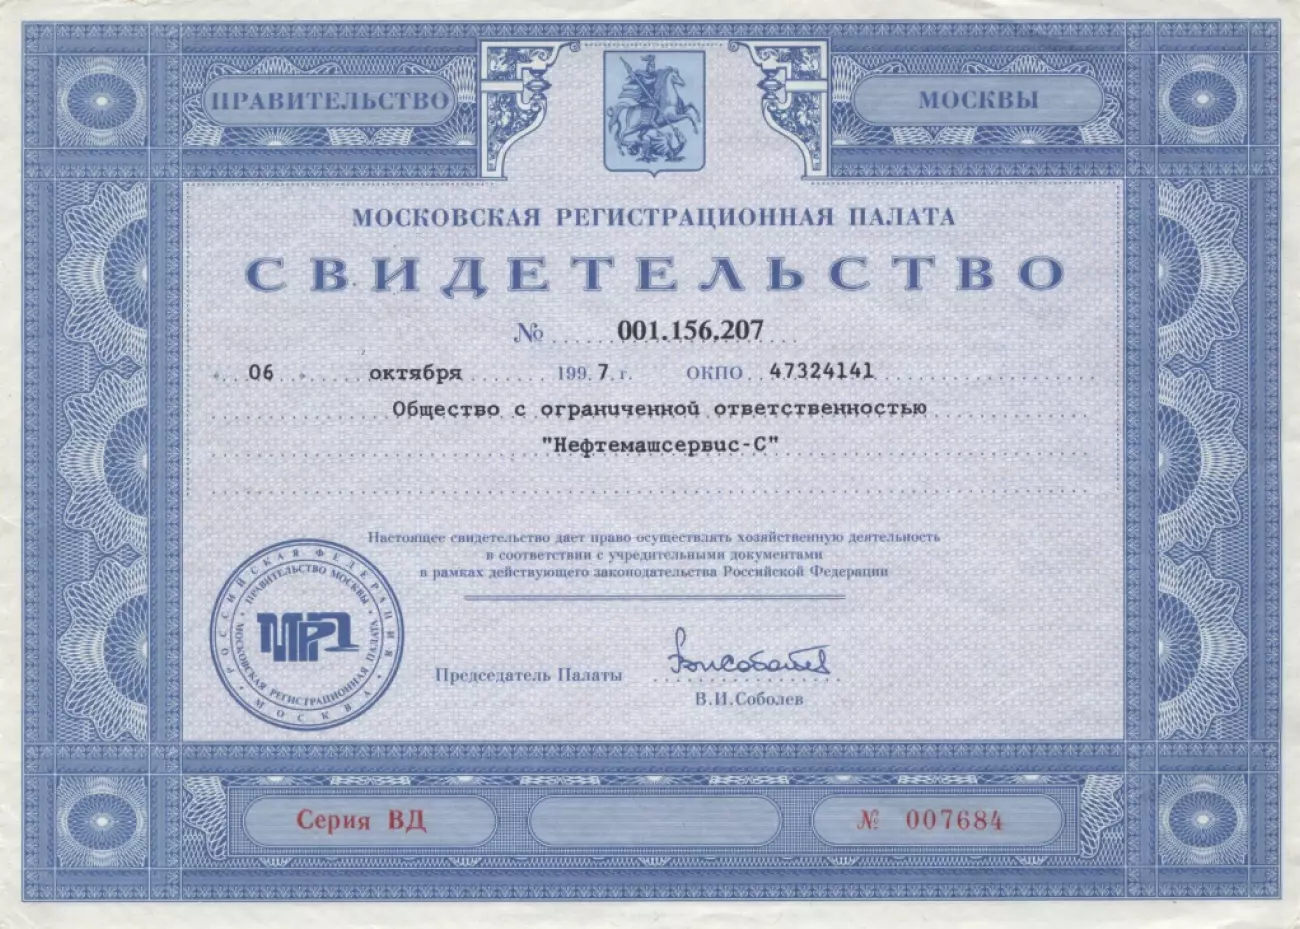 ПРАВИТЕЛЬСТВО МОСКВЫ
МОСКОВСКАЯ РЕГИСТРАЦИОННАЯ ПАЛАТА
СВИДЕТЕЛЬСТВО
№ 001.156.207
« 06 » октября 1997 г. ОКПО 47324141
Общество с ограниченной ответственностью
"Нефтемашсервис-С"
Настоящее свидетельство дает право осуществлять хозяйственную деятельность
в соответствии с учредительными документами
в рамках действующего законодательства Российской Федерации
РОССИЙСКАЯ ФЕДЕРАЦИЯ • МОСКВА •
ПРАВИТЕЛЬСТВО МОСКВЫ • МОСКОВСКАЯ РЕГИСТРАЦИОННАЯ ПАЛАТА •
МРП
Председатель Палаты
В.И.Соболев
Серия ВД № 007684